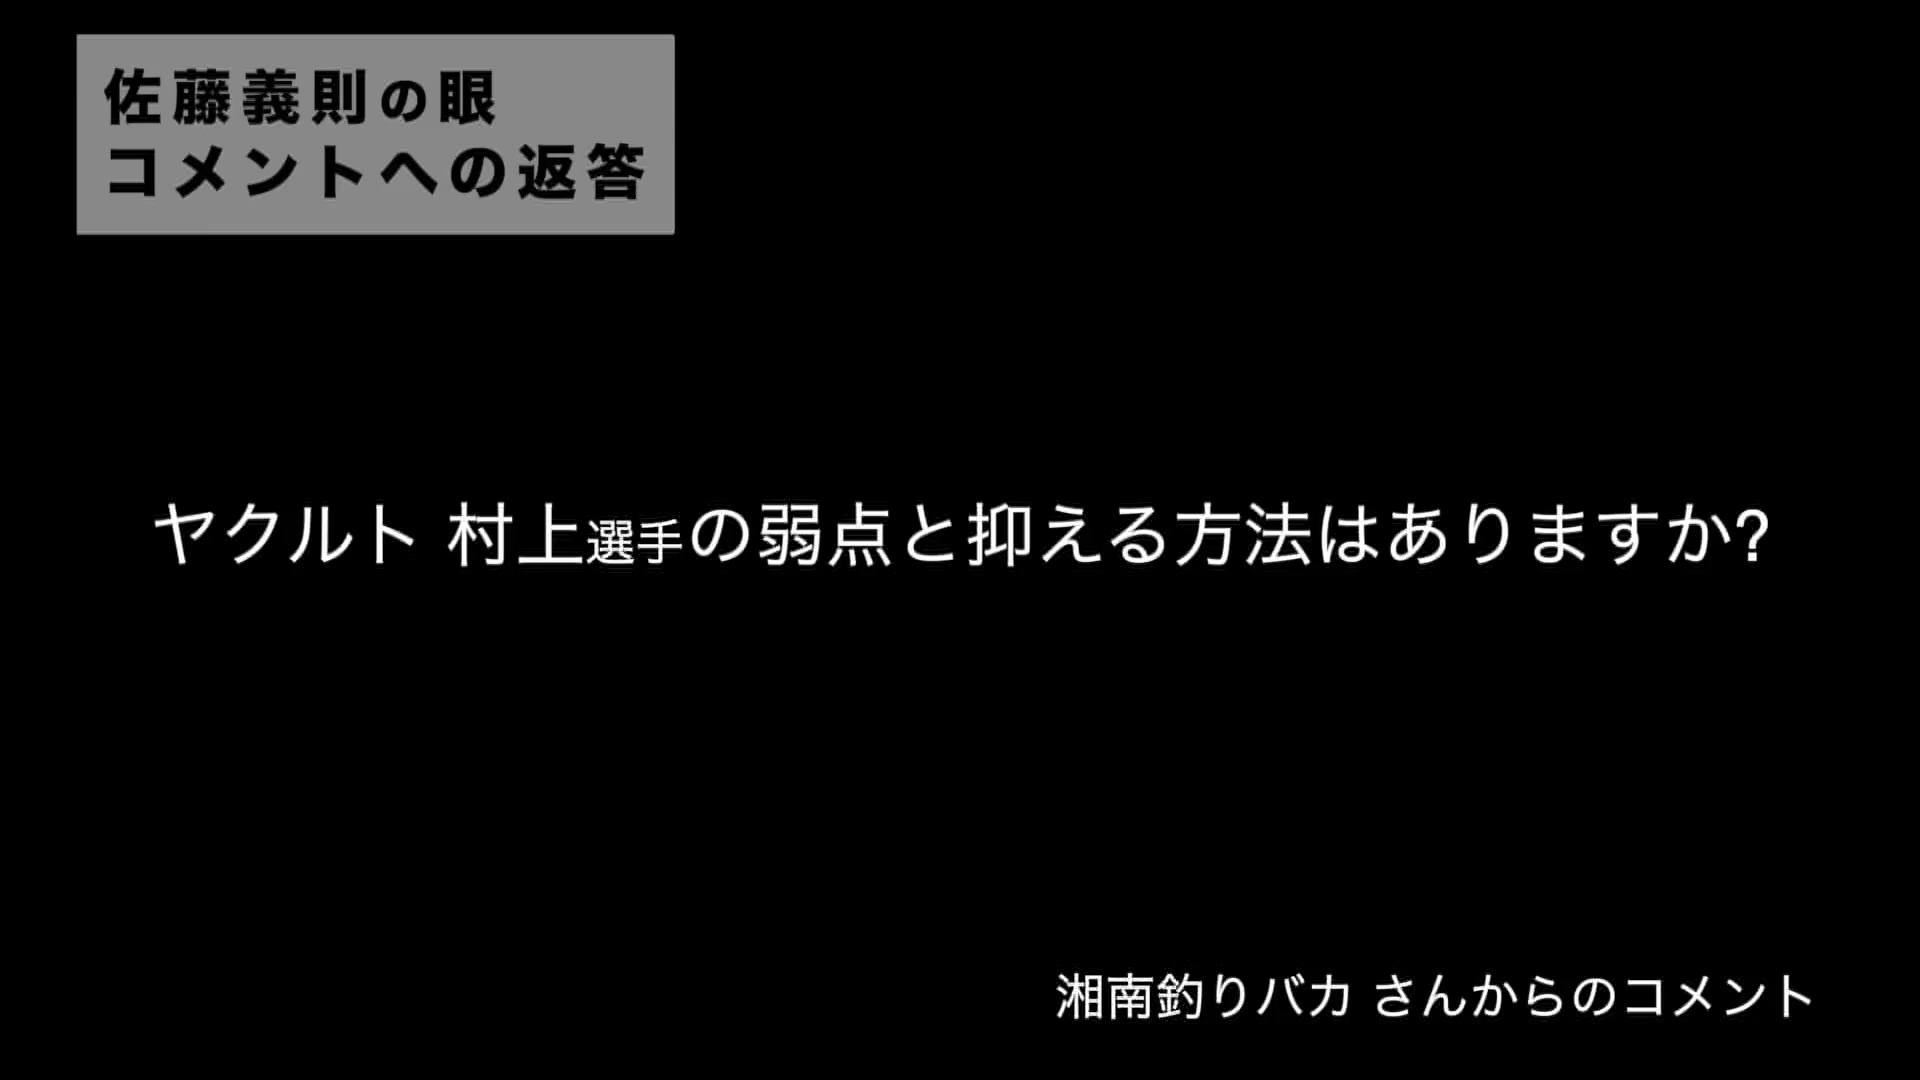 佐藤義則の眼
コメントへの返答
ヤクルト 村上選手の弱点と抑える方法はありますか?
湘南釣りバカ さんからのコメント